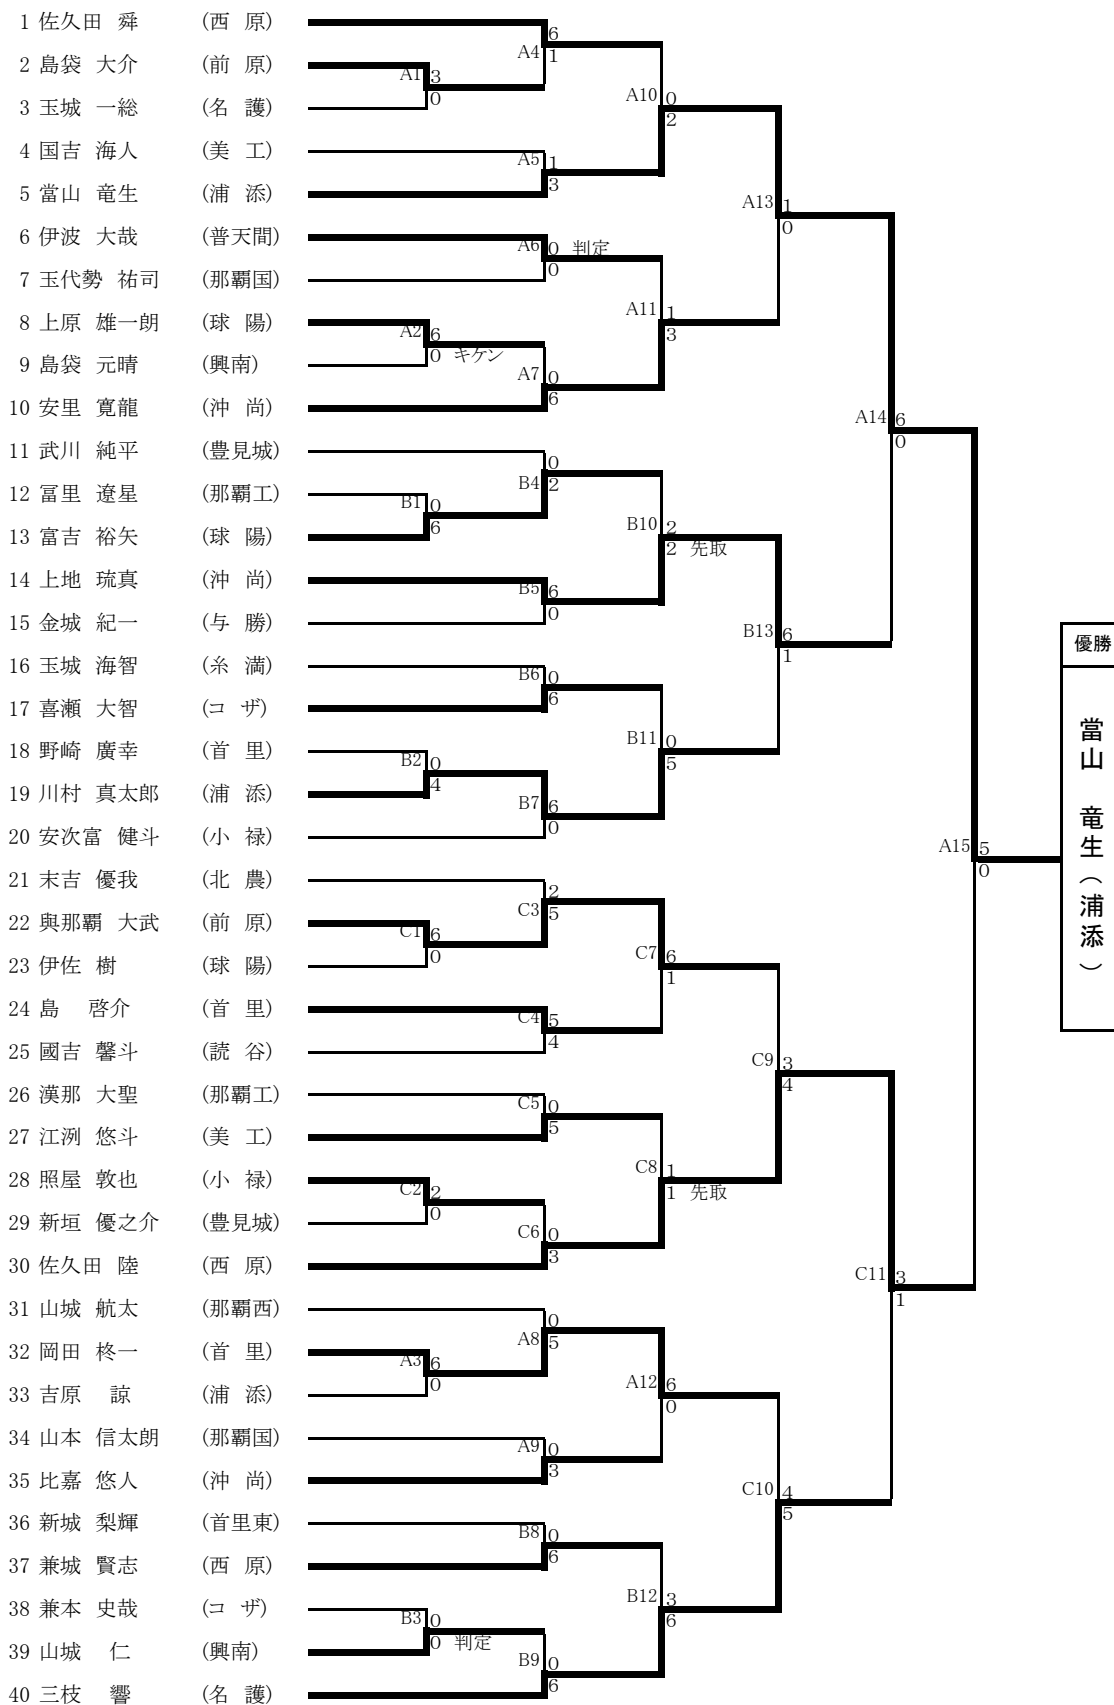 1 佐久田 舜 (西 原)
2 島袋 大介 (前 原)
3 玉城 一総 (名 護)
4 国吉 海人 (美 工)
5 當山 竜生 (浦 添)
6 伊波 大哉 (普天間)
7 玉代勢 祐司 (那覇国)
8 上原 雄一朗 (球 陽)
9 島袋 元晴 (興南)
10 安里 寛龍 (沖 尚)
11 武川 純平 (豊見城)
12 冨里 遼星 (那覇工)
13 富吉 裕矢 (球 陽)
14 上地 琉真 (沖 尚)
15 金城 紀一 (与 勝)
16 玉城 海智 (糸 満)
17 喜瀬 大智 (コ ザ)
18 野崎 廣幸 (首 里)
19 川村 真太郎 (浦 添)
20 安次富 健斗 (小 禄)
21 末吉 優我 (北 農)
22 與那覇 大武 (前 原)
23 伊佐 樹 (球 陽)
24 島 啓介 (首 里)
25 國吉 馨斗 (読 谷)
26 漢那 大聖 (那覇工)
27 江洌 悠斗 (美 工)
28 照屋 敦也 (小 禄)
29 新垣 優之介 (豊見城)
30 佐久田 陸 (西 原)
31 山城 航太 (那覇西)
32 岡田 柊一 (首 里)
33 吉原 諒 (浦 添)
34 山本 信太朗 (那覇国)
35 比嘉 悠人 (沖 尚)
36 新城 梨輝 (首里東)
37 兼城 賢志 (西 原)
38 兼本 史哉 (コ ザ)
39 山城 仁 (興南)
40 三枝 響 (名 護)
A1 3 0
A2 6 0 キケン
B1 0 6
B2 0 4
C1 6 0
C2 2 0
A3 6 0
B3 0 0 判定
A4 6 1
A5 1 3
A6 0 0 判定
A7 0 6
B4 0 2
B5 6 0
B6 0 6
B7 6 0
C3 2 5
C4 5 4
C5 0 5
C6 0 3
A8 0 5
A9 0 3
B8 0 6
B9 0 6
A10 0 2
A11 1 3
B10 2 2 先取
B11 0 5
C7 6 1
C8 1 1 先取
A12 6 0
B12 3 6
A13 1 0
B13 6 1
C9 3 4
C10 4 5
A14 6 0
C11 3 1
A15 5 0
優勝
當山 竜生(浦添)